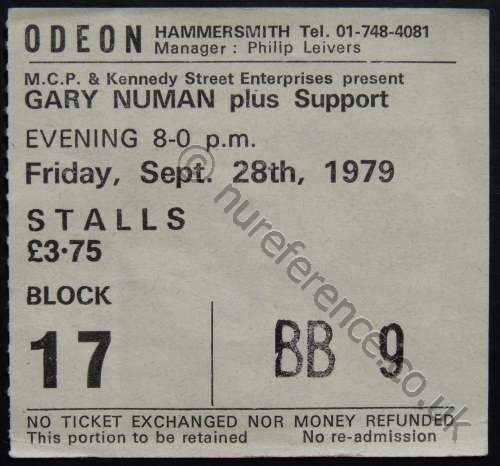 ODEON HAMMERSMITH Tel. 01-748-4081
Manager : Philip Leivers
M.C.P. & Kennedy Street Enterprises present
GARY NUMAN plus Support
EVENING 8-0 p.m.
Friday, Sept. 28th, 1979
STALLS
£3·75
BLOCK
17 BB 9
NO TICKET EXCHANGED NOR MONEY REFUNDED
This portion to be retained No re-admission
© nureference.co.uk